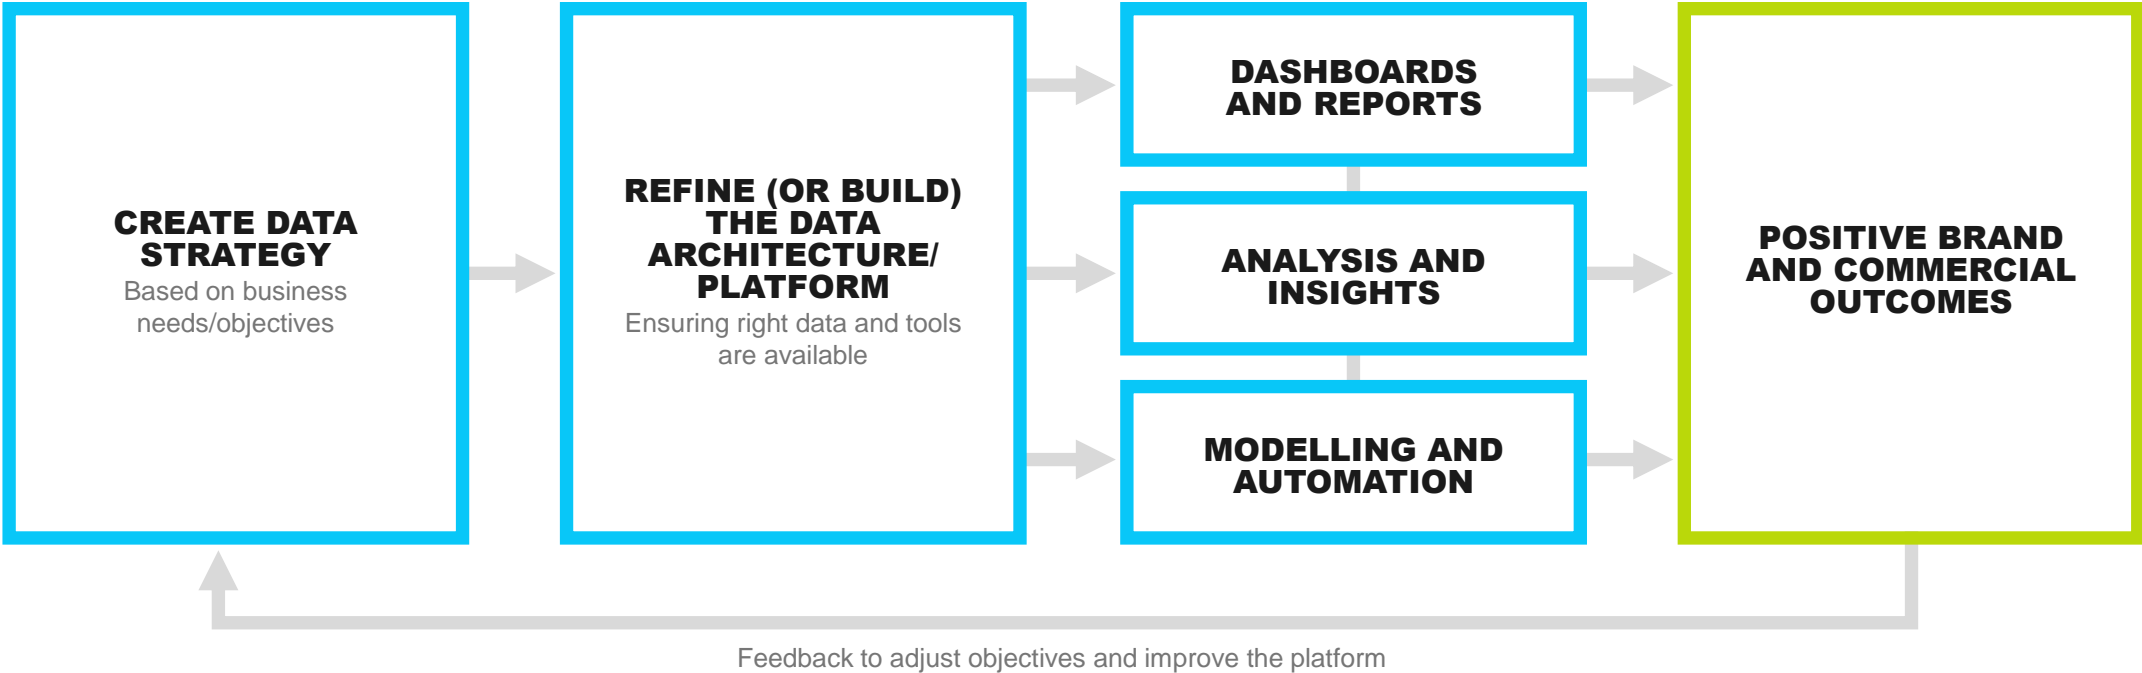 CREATE DATA
STRATEGY
Based on business
needs/objectives
REFINE (OR BUILD)
THE DATA
ARCHITECTURE/
PLATFORM
Ensuring right data and tools
are available
DASHBOARDS
AND REPORTS
ANALYSIS AND
INSIGHTS
MODELLING AND
AUTOMATION
POSITIVE BRAND
AND COMMERCIAL
OUTCOMES
Feedback to adjust objectives and improve the platform